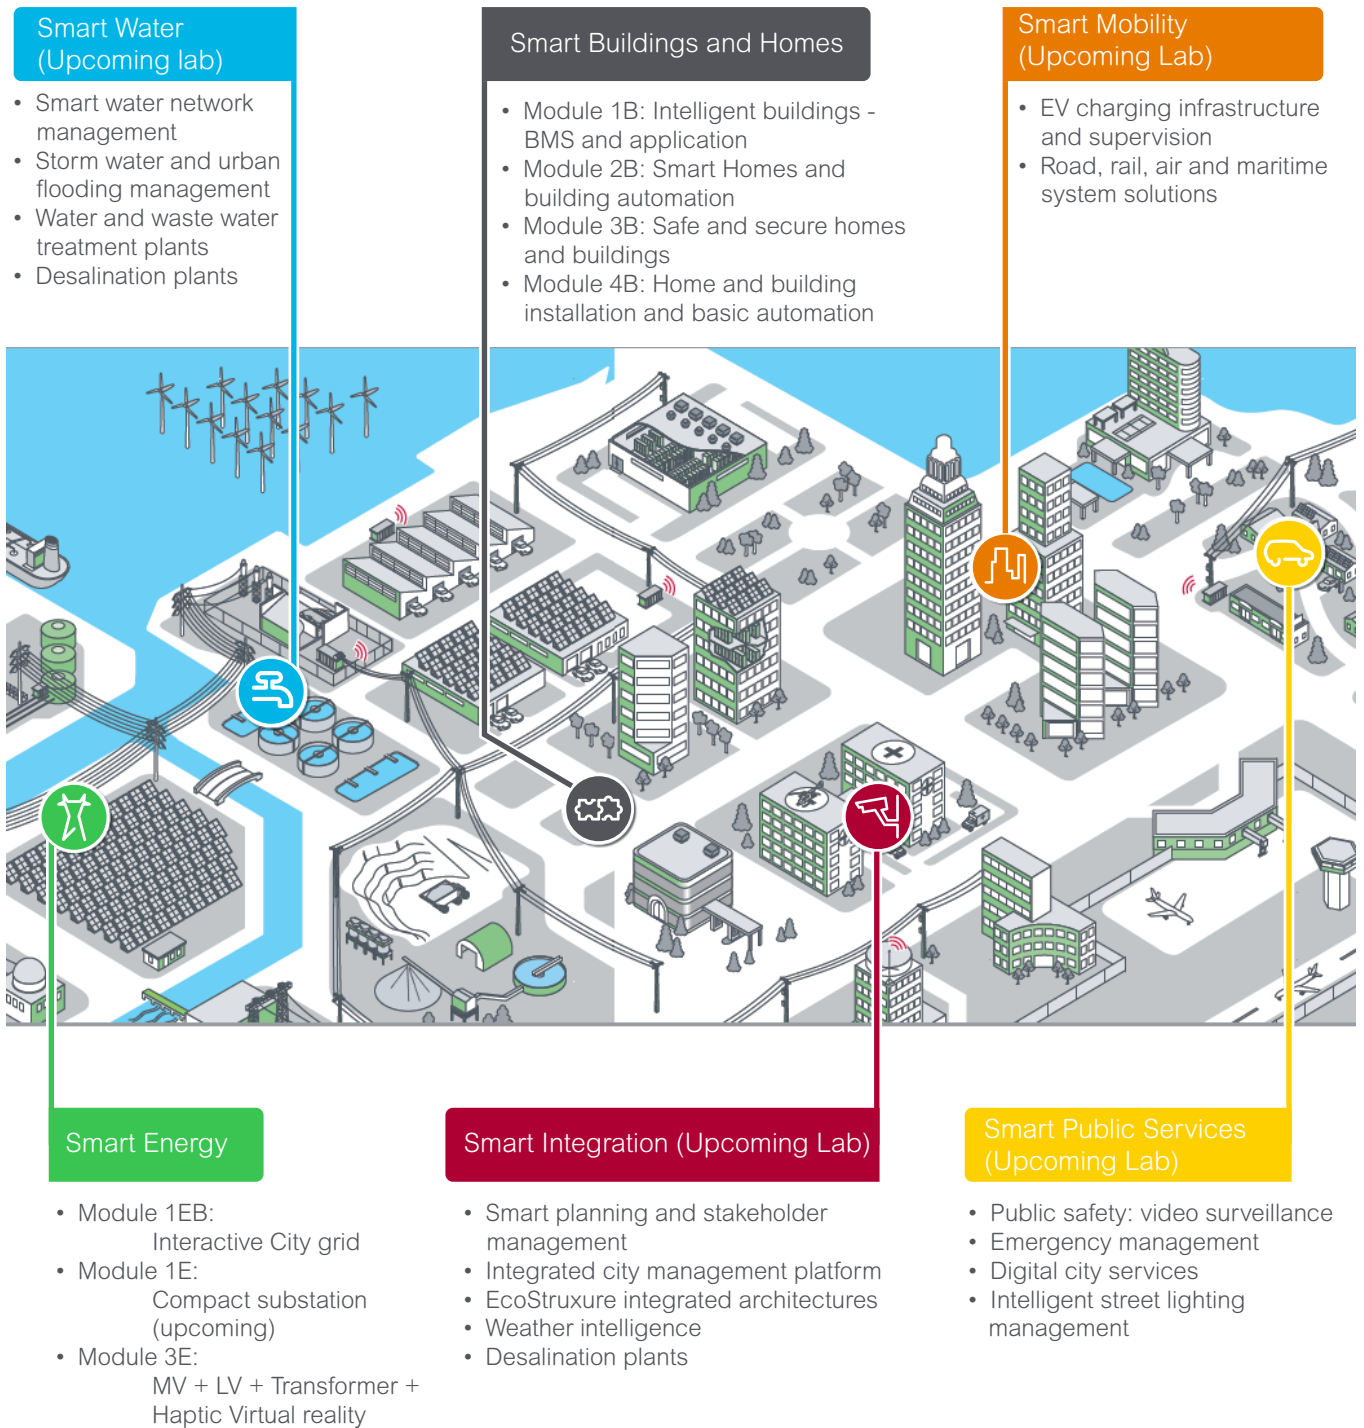 Smart Water
(Upcoming lab)
• Smart water network
management
• Storm water and urban
flooding management
• Water and waste water
treatment plants
• Desalination plants
Smart Buildings and Homes
• Module 1B: Intelligent buildings -
BMS and application
• Module 2B: Smart Homes and
building automation
• Module 3B: Safe and secure homes
and buildings
• Module 4B: Home and building
installation and basic automation
Smart Mobility
(Upcoming Lab)
• EV charging infrastructure
and supervision
• Road, rail, air and maritime
system solutions
Smart Energy
• Module 1EB:
Interactive City grid
• Module 1E:
Compact substation
(upcoming)
• Module 3E:
MV + LV + Transformer +
Haptic Virtual reality
Smart Integration (Upcoming Lab)
• Smart planning and stakeholder
management
• Integrated city management platform
• EcoStruxure integrated architectures
• Weather intelligence
• Desalination plants
Smart Public Services
(Upcoming Lab)
• Public safety: video surveillance
• Emergency management
• Digital city services
• Intelligent street lighting
management